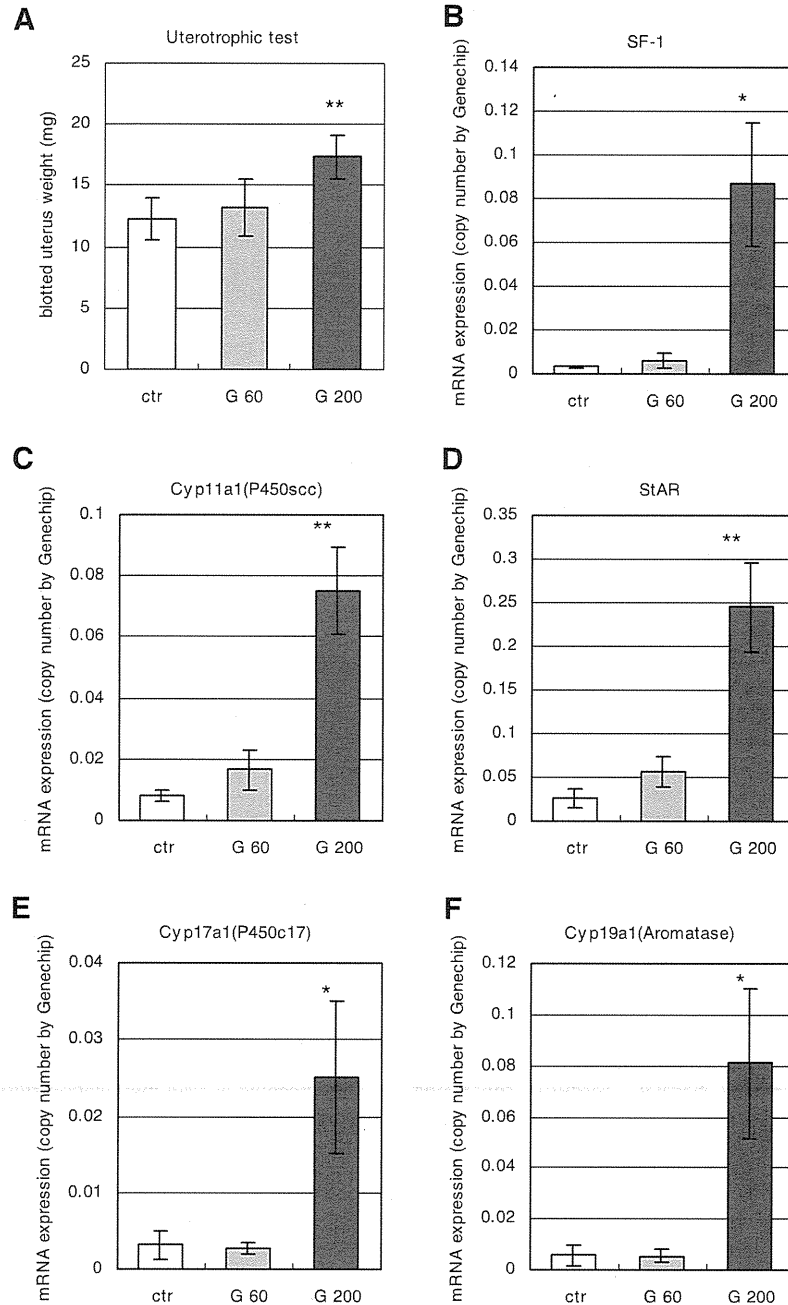 A
Uterotrophic test
blotted uterus weight (mg)
25
20
15
10
5
0
**
ctr
G 60
G 200
B
SF-1
mRNA expression (copy number by Genechip)
0.14
0.12
0.1
0.08
0.06
0.04
0.02
0
*
ctr
G 60
G 200
C
Cyp11a1(P450scc)
mRNA expression (copy number by Genechip)
0.1
0.08
0.06
0.04
0.02
0
**
ctr
G 60
G 200
D
StAR
mRNA expression (copy number by Genechip)
0.35
0.3
0.25
0.2
0.15
0.1
0.05
0
**
ctr
G 60
G 200
E
Cyp17a1(P450c17)
mRNA expression (copy number by Genechip)
0.04
0.03
0.02
0.01
0
*
ctr
G 60
G 200
F
Cyp19a1(Aromatase)
mRNA expression (copy number by Genechip)
0.12
0.1
0.08
0.06
0.04
0.02
0
*
ctr
G 60
G 200